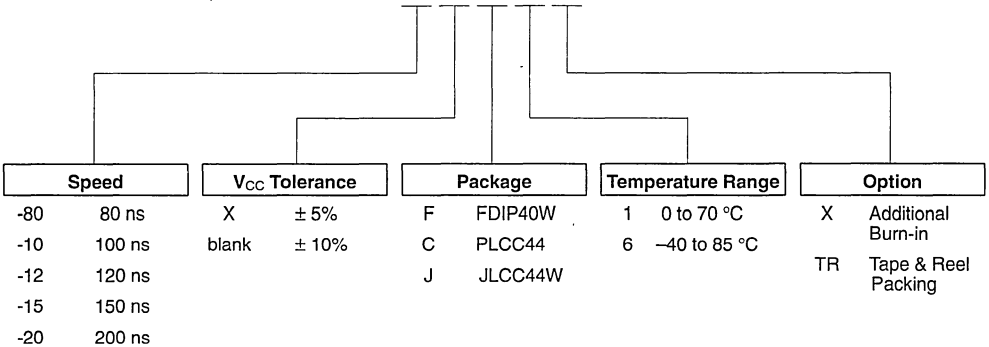 Speed
-80 80 ns
-10 100 ns
-12 120 ns
-15 150 ns
-20 200 ns
VCC Tolerance
X ± 5%
blank ± 10%
Package
F FDIP40W
C PLCC44
J JLCC44W
Temperature Range
1 0 to 70 °C
6 –40 to 85 °C
Option
X Additional
Burn-in
TR Tape & Reel
Packing